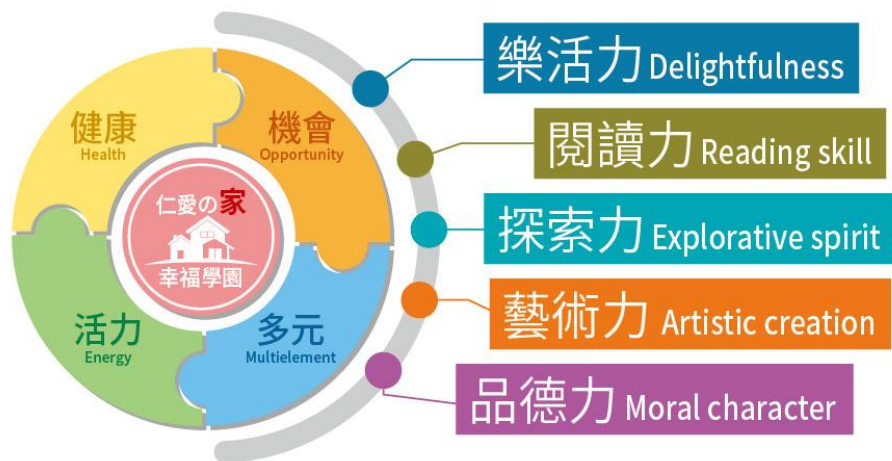 健康
Health
機會
Opportunity
仁愛の家
幸福學園
活力
Energy
多元
Multielement
樂活力 Delightfulness
閱讀力 Reading skill
探索力 Explorative spirit
藝術力 Artistic creation
品德力 Moral character